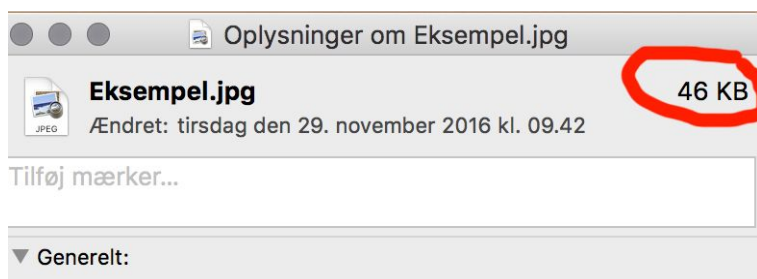 Oplysninger om Eksempel.jpg
Eksempel.jpg 46 KB
JPEG
Ændret: tirsdag den 29. november 2016 kl. 09.42
Tilføj mærker...
Generelt: